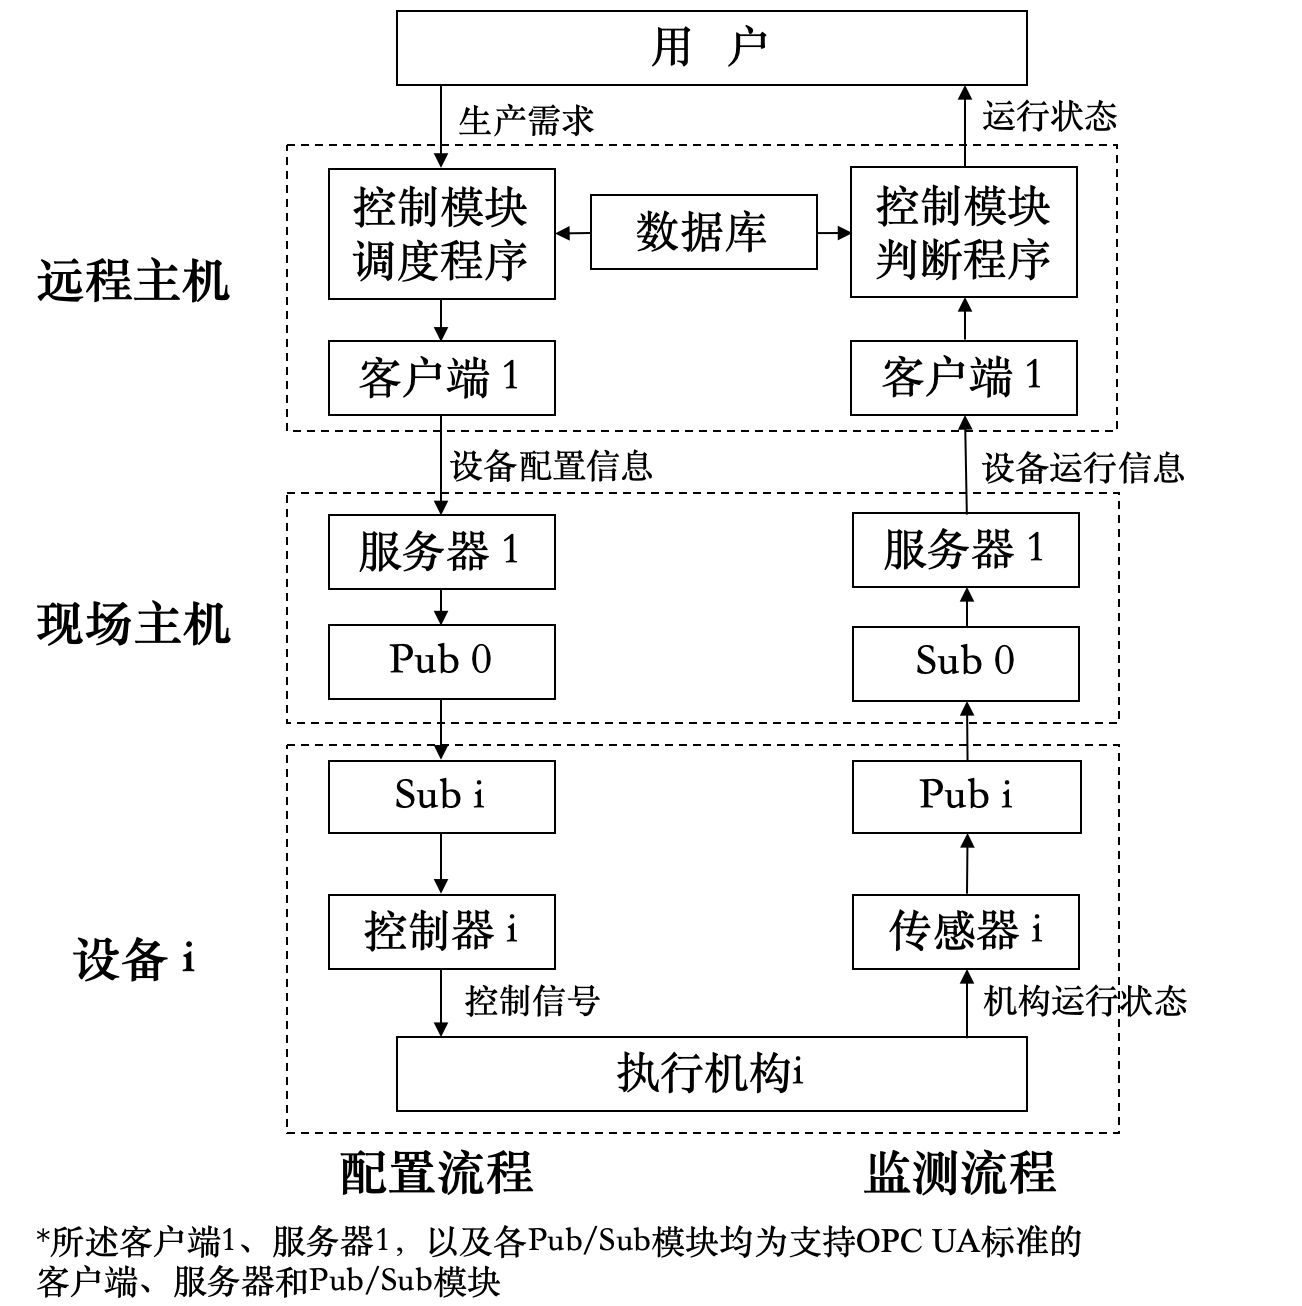 用 户
生产需求
运行状态
控制模块
调度程序
数据库
控制模块
判断程序
远程主机
客户端 1
客户端 1
设备配置信息
设备运行信息
服务器 1
服务器 1
现场主机
Pub 0
Sub 0
Sub i
Pub i
控制器 i
传感器 i
设备 i
控制信号
机构运行状态
执行机构i
配置流程
监测流程
*所述客户端1、服务器1，以及各Pub/Sub模块均为支持OPC UA标准的
客户端、服务器和Pub/Sub模块